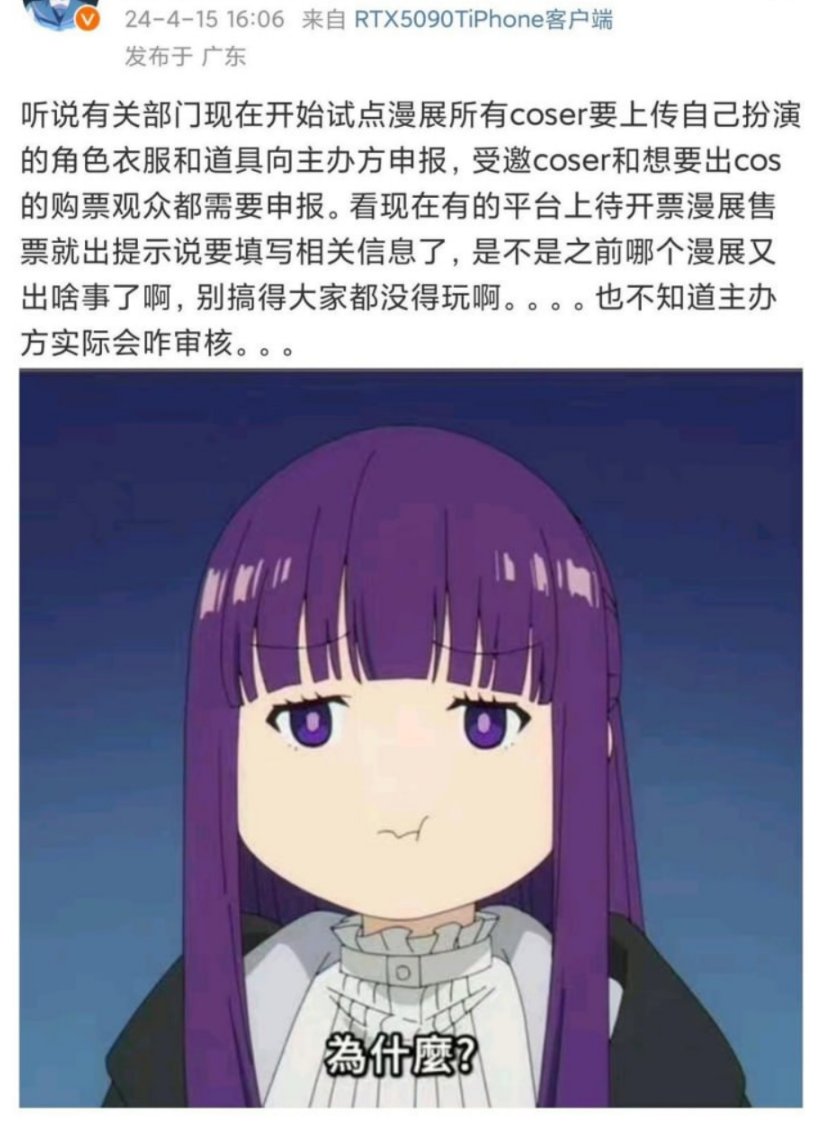 24-4-15 16:06 来自 RTX5090TiPhone客户端
发布于 广东
听说有关部门现在开始试点漫展所有coser要上传自己扮演
的角色衣服和道具向主办方申报，受邀coser和想要出cos
的购票观众都需要申报。看现在有的平台上待开票漫展售
票就出提示说要填写相关信息了，是不是之前哪个漫展又
出啥事了啊，别搞得大家都没得玩啊。。。。也不知道主办
方实际会咋审核。。。
為什麼?